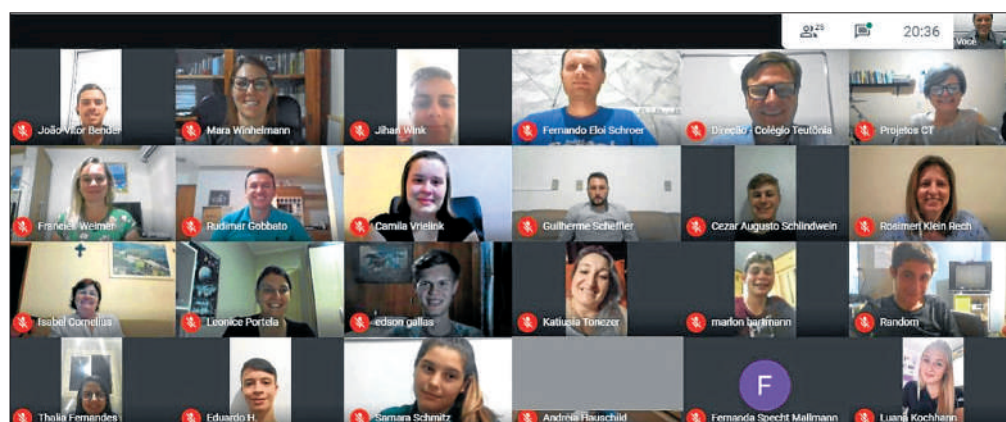 25
20:36
Você
João Vitor Bender
Mara Winhelmann
Jihan Wink
Fernando Eloi Schroer
Direção - Colégio Teutônia
Projetos CT
Franciele Weimer
Rudimar Gobbato
Camila Vrielink
Guilherme Scheffler
Cezar Augusto Schlindwein
Rosimeri Klein Rech
Isabel Cornelius
Leonice Portela
edson gallas
Katiusia Tonezer
marlon hartmann
Random
Thalia Fernandes
Eduardo H.
Samara Schmitz
Andréia Hauschild
F
Fernanda Specht Mallmann
Luana Kochhann